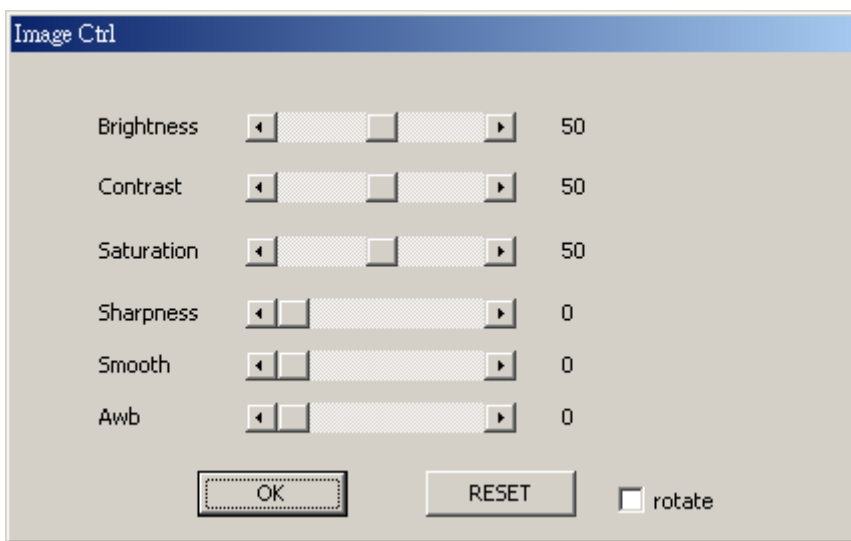 Image Ctrl
Brightness 50
Contrast 50
Saturation 50
Sharpness 0
Smooth 0
Awb 0
OK RESET rotate